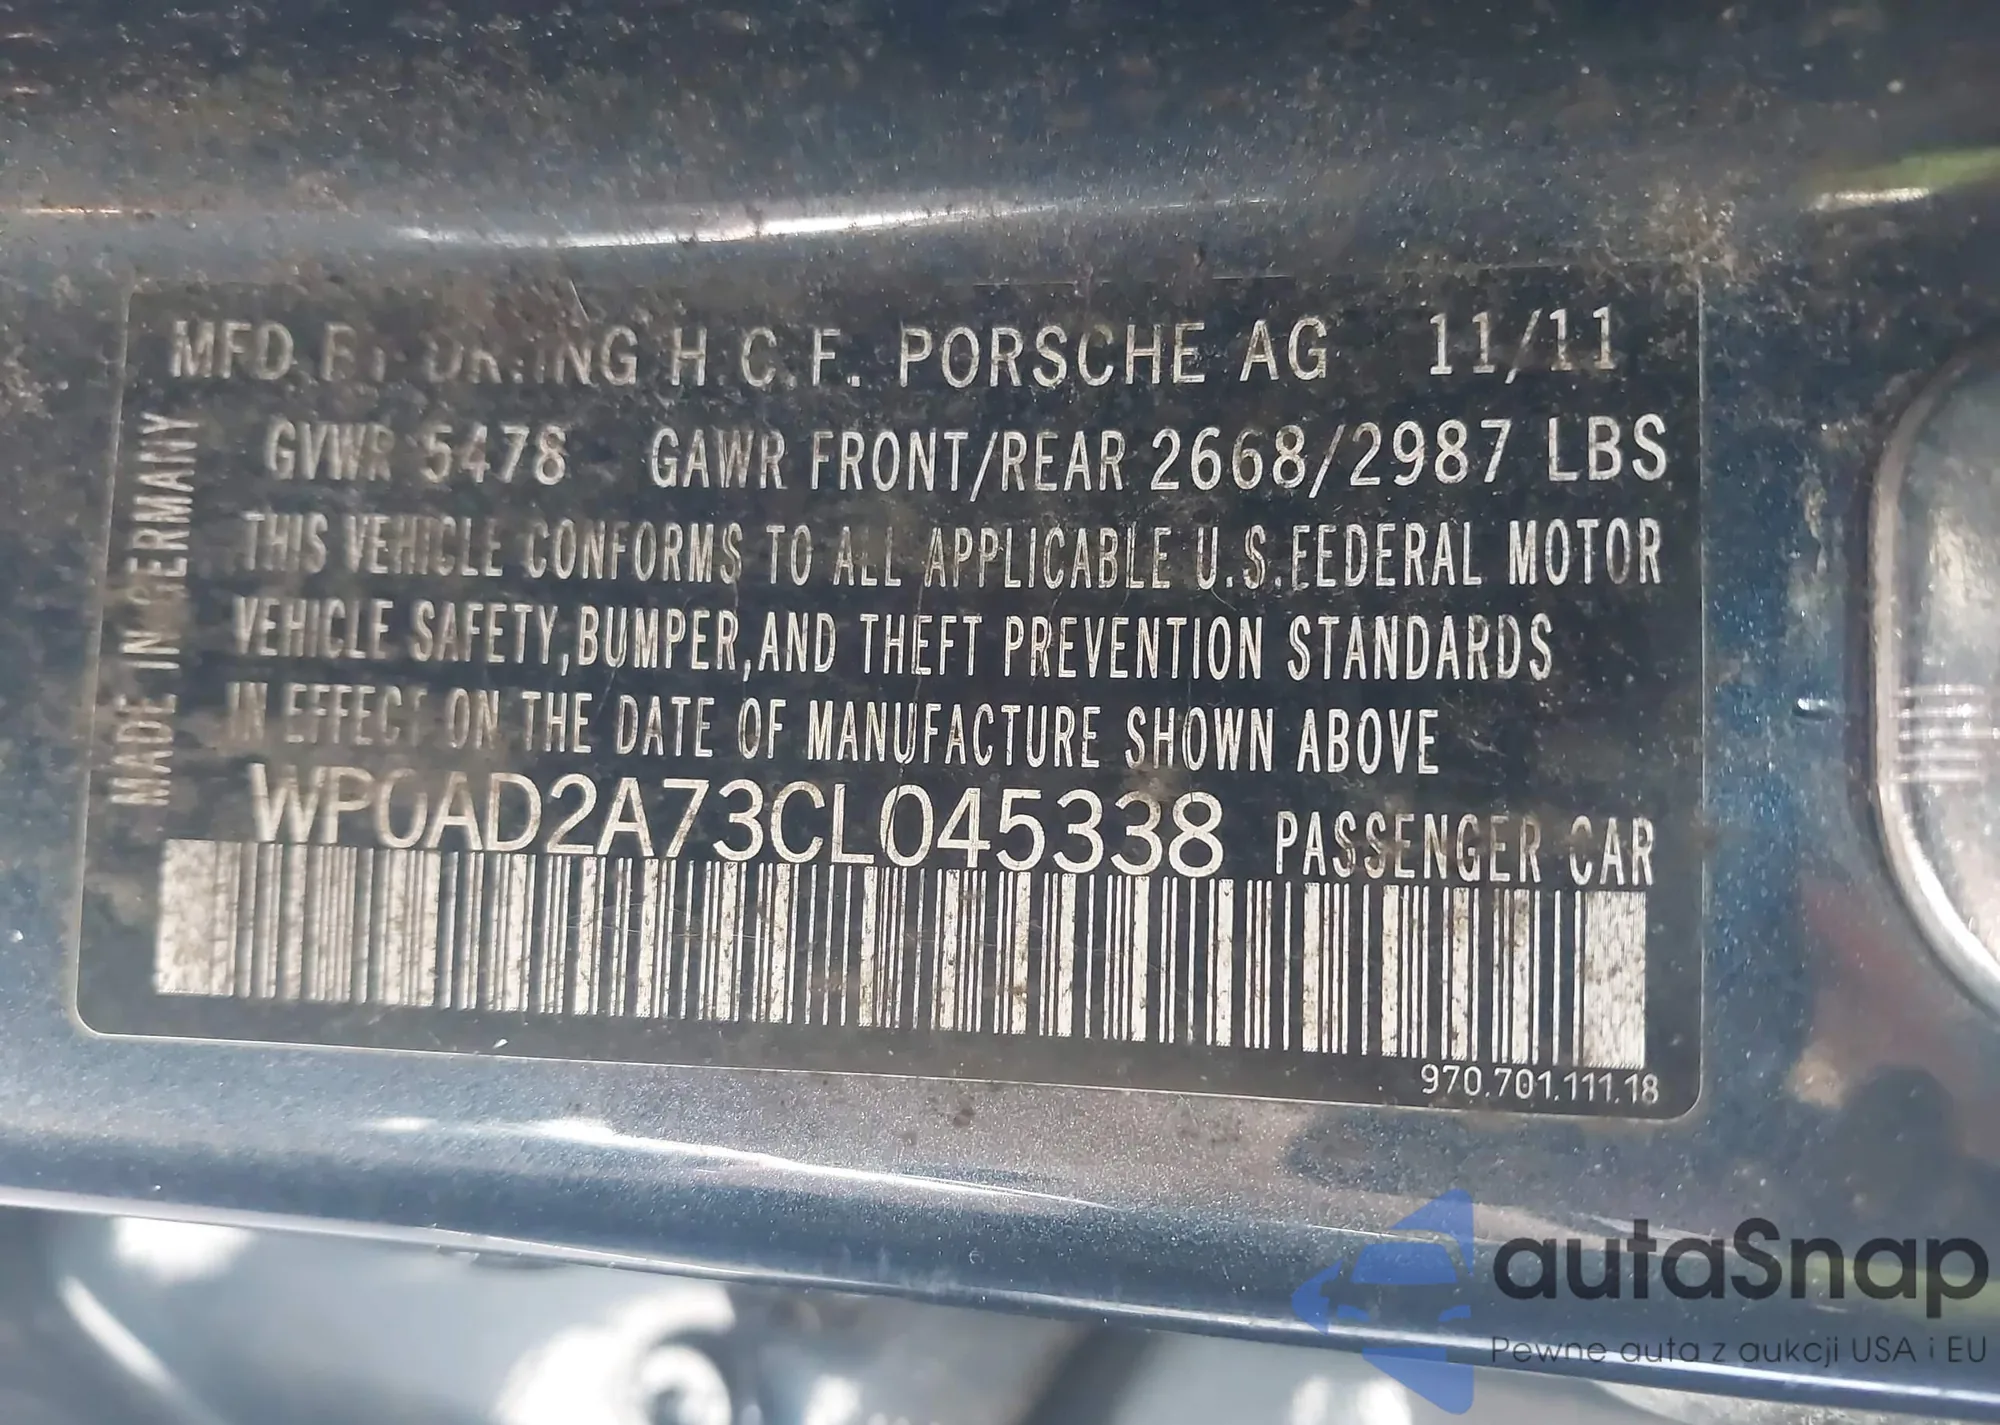 MFD. DR.ING H.C.F. PORSCHE AG 11/11
GVWR 5478 GAWR FRONT/REAR 2668/2987 LBS
THIS VEHICLE CONFORMS TO ALL APPLICABLE U.S.FEDERAL MOTOR
VEHICLE SAFETY,BUMPER,AND THEFT PREVENTION STANDARDS
IN EFFECT ON THE DATE OF MANUFACTURE SHOWN ABOVE
WP0AD2A73CL045338 PASSENGER CAR
970.701.111.18
MADE IN GERMANY
autaSnap
Pewne auta z aukcji USA i EU